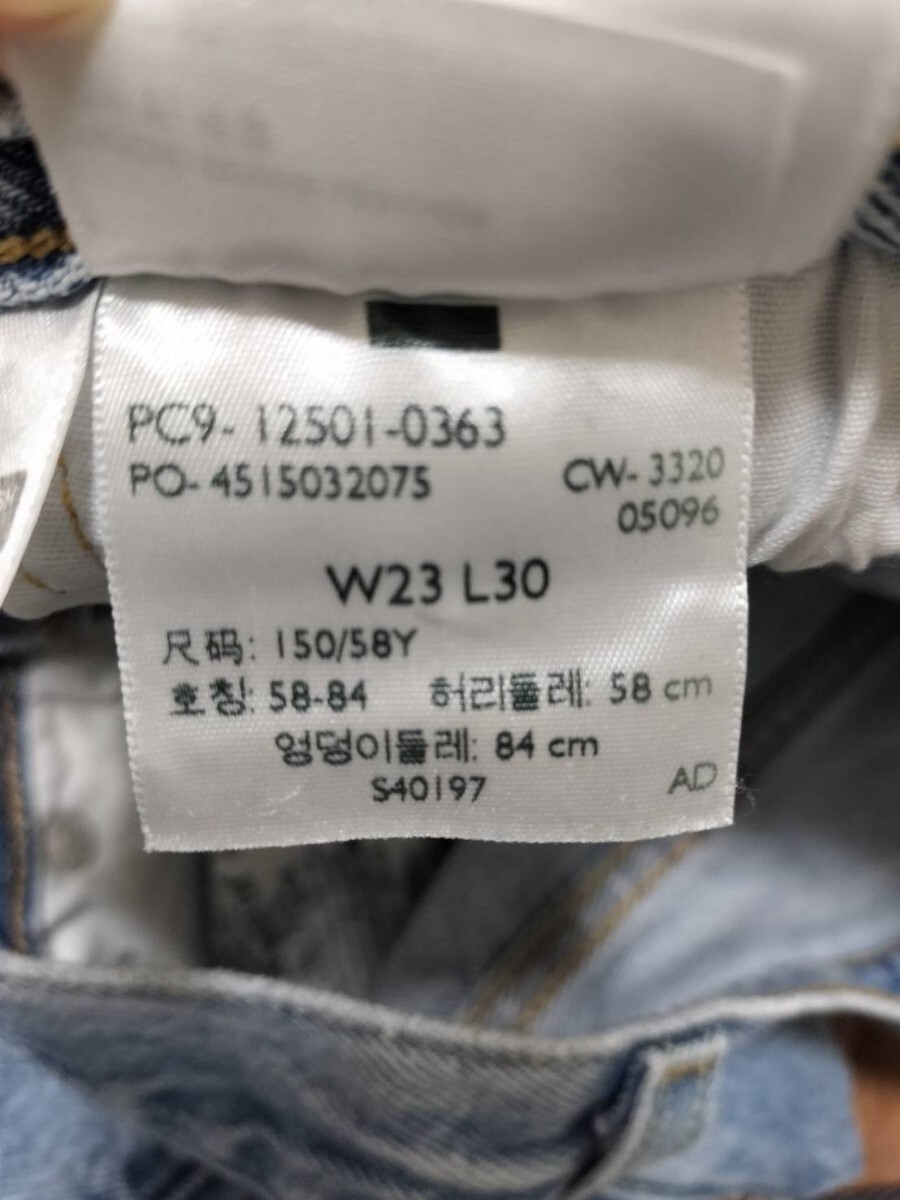 PC9- 12501-0363
PO- 4515032075 CW- 3320
05096
W23 L30
尺码: 150/58Y
호칭: 58-84 허리둘레: 58 cm
엉덩이둘레: 84 cm
S40197 AD